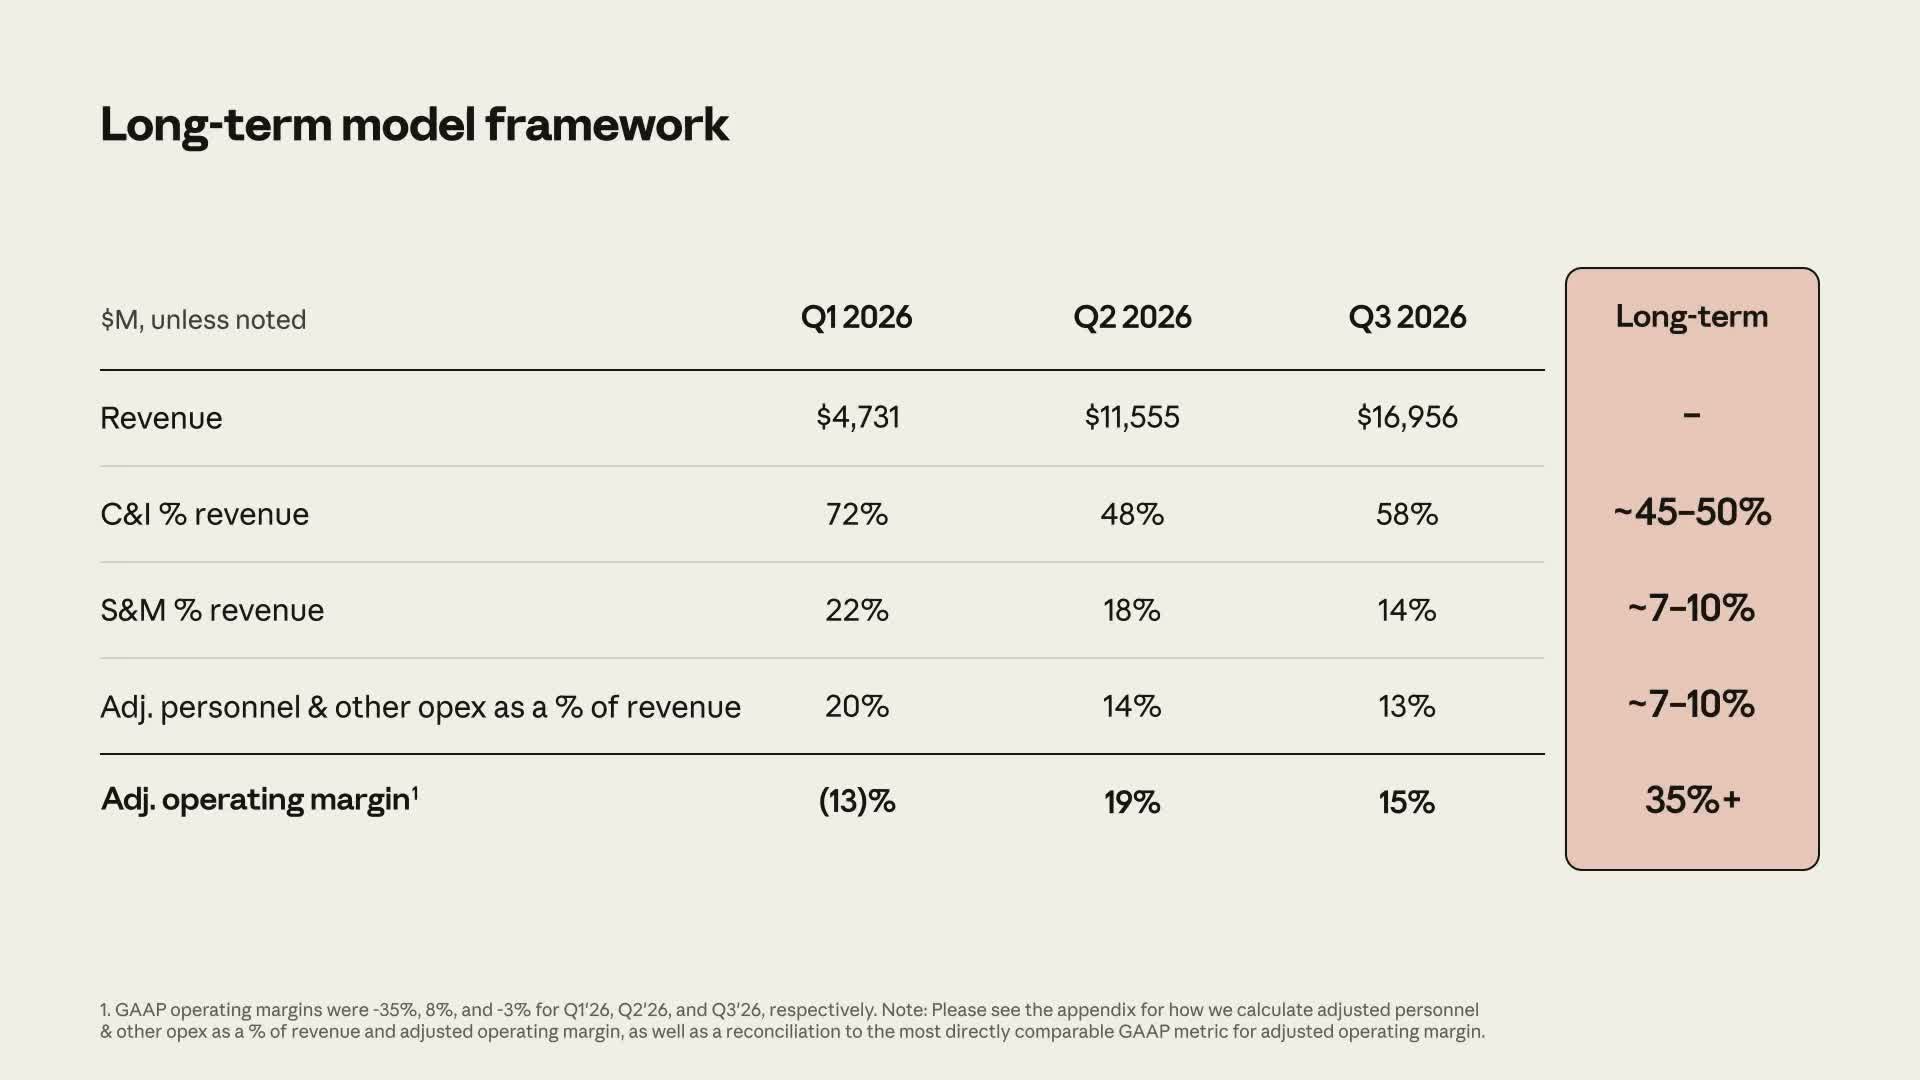 Long-term model framework
$M, unless noted Q1 2026 Q2 2026 Q3 2026 Long-term
Revenue $4,731 $11,555 $16,956 –
C&I % revenue 72% 48% 58% ~45–50%
S&M % revenue 22% 18% 14% ~7–10%
Adj. personnel & other opex as a % of revenue 20% 14% 13% ~7–10%
Adj. operating margin¹ (13)% 19% 15% 35%+
1. GAAP operating margins were -35%, 8%, and -3% for Q1'26, Q2'26, and Q3'26, respectively. Note: Please see the appendix for how we calculate adjusted personnel
& other opex as a % of revenue and adjusted operating margin, as well as a reconciliation to the most directly comparable GAAP metric for adjusted operating margin.